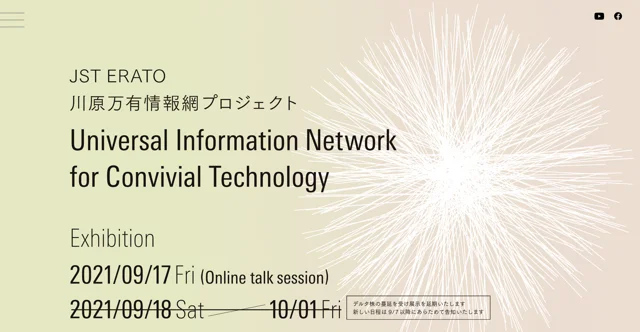 JST ERATO
川原万有情報網プロジェクト
Universal Information Network
for Convivial Technology
Exhibition
2021/09/17 Fri (Online talk session)
2021/09/18 Sat 10/01 Fri
デルタ株の蔓延を受け展示を延期いたします
新しい日程は 9/7 以降にあらためて告知いたします